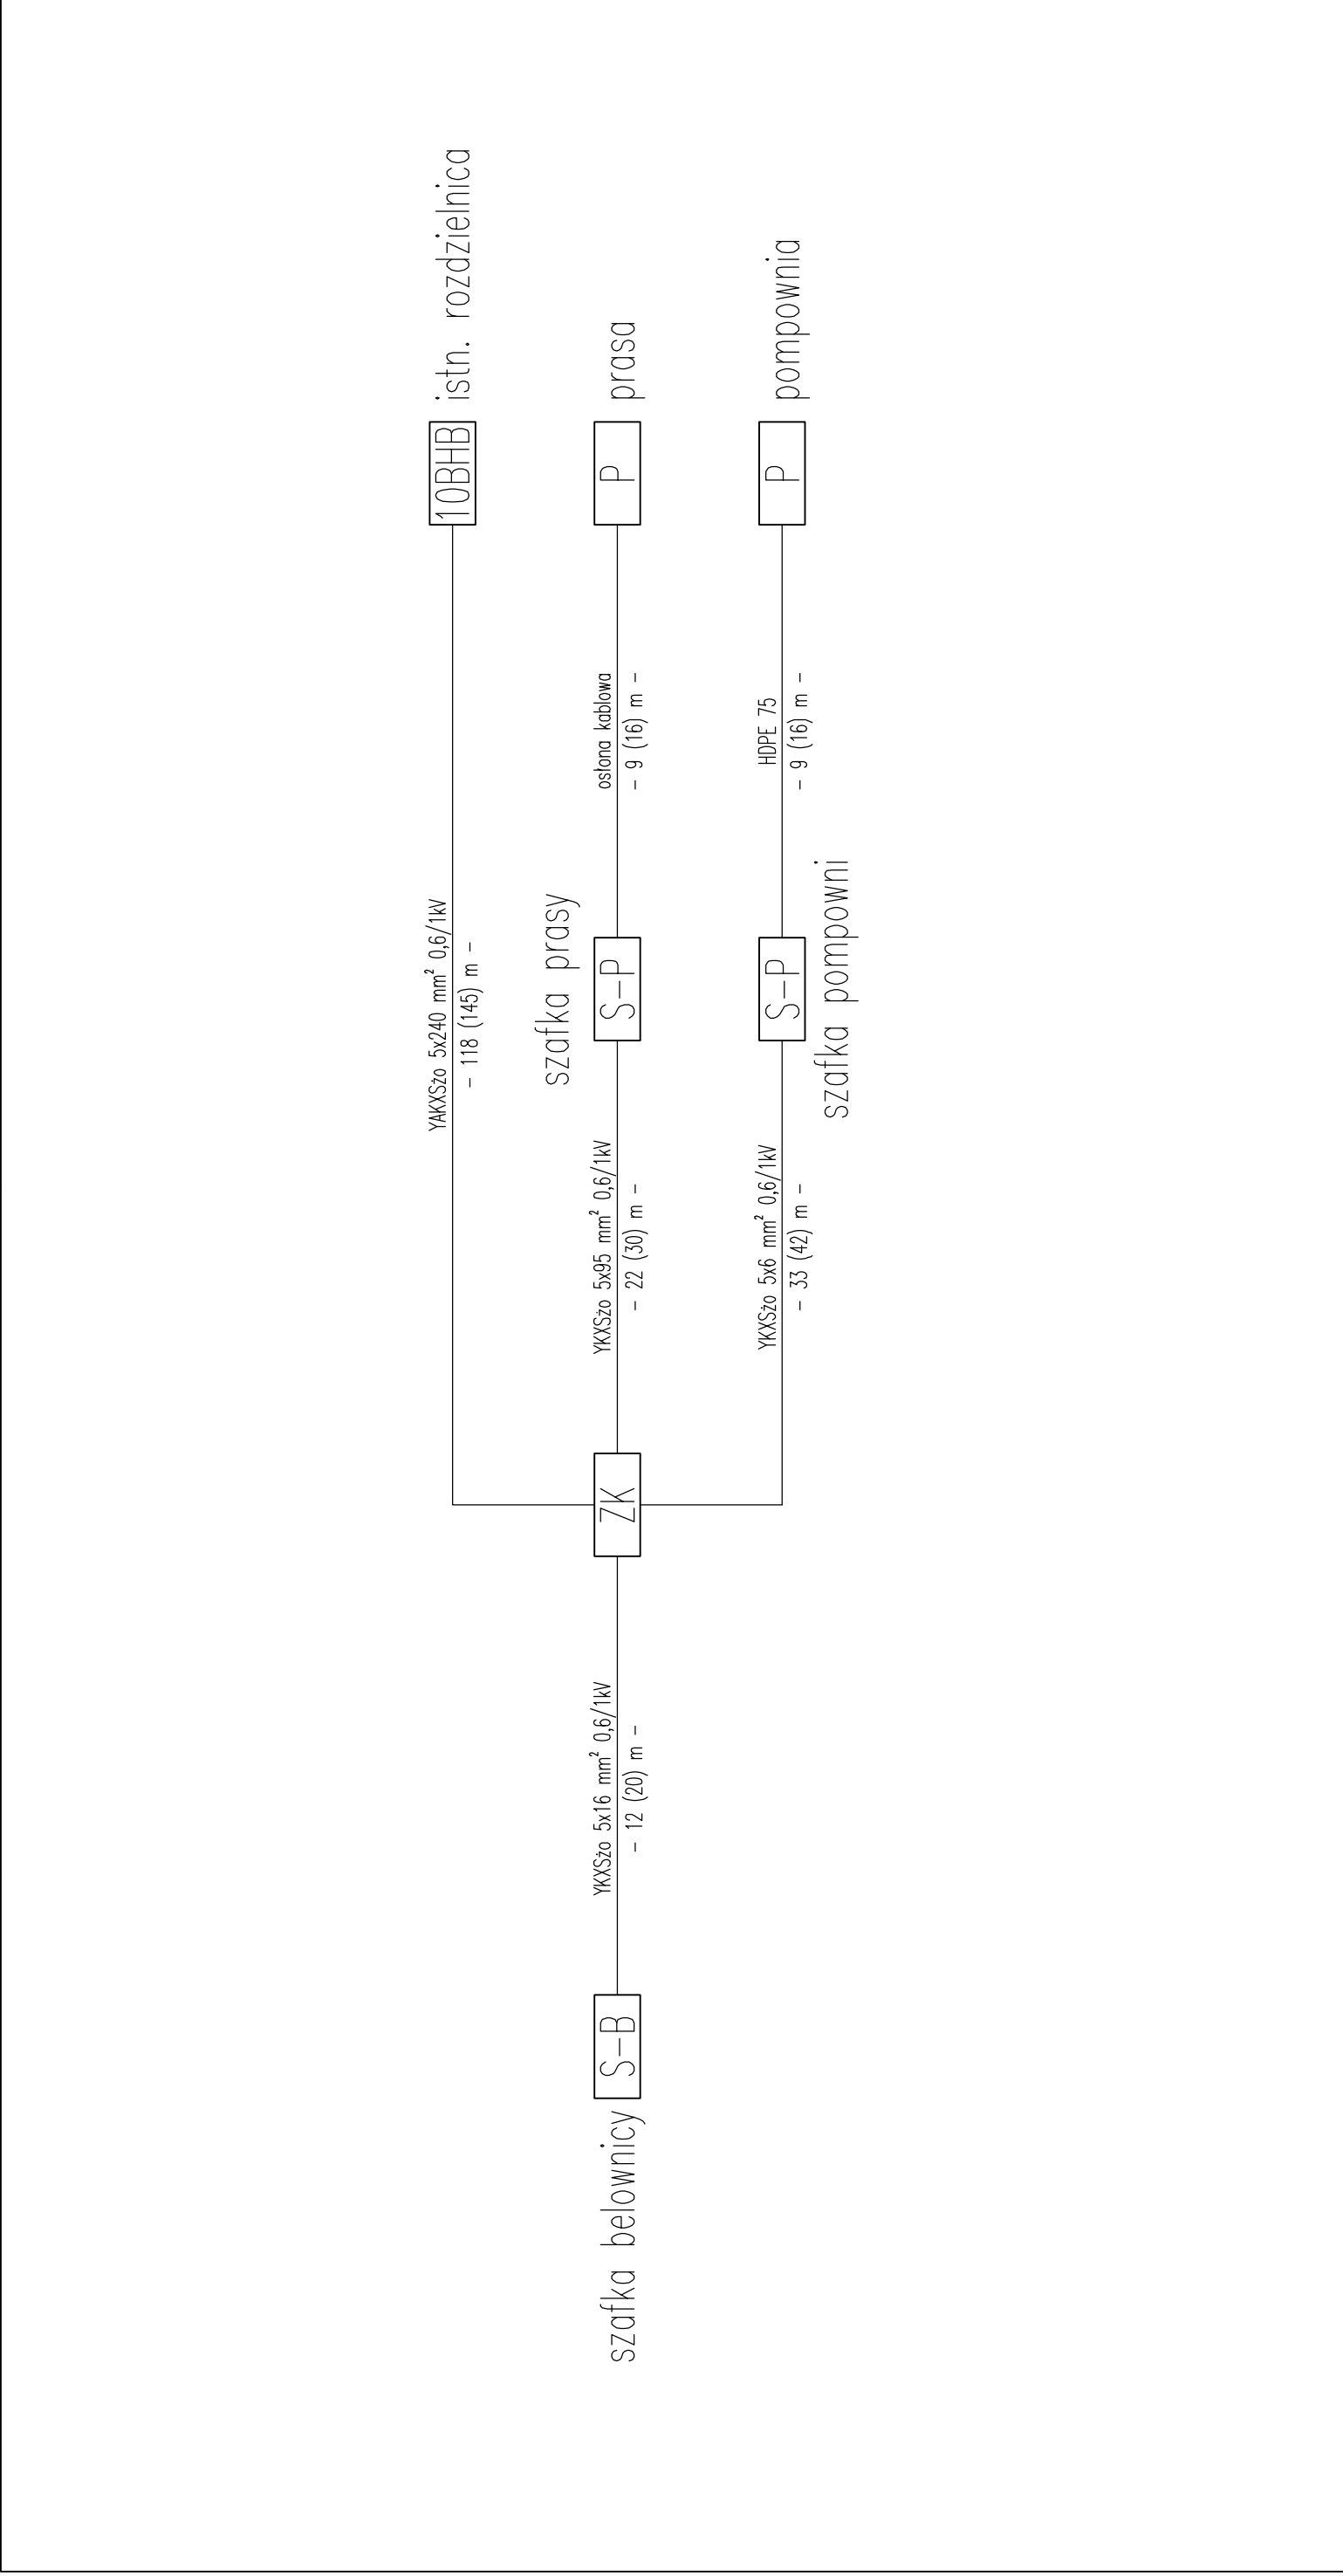 YAKXSżo 5x240 mm² 0,6/1kV
- 118 (145) m -
10BHB
istn. rozdzielnica
szafka prasy
szafka belownicy
S-B
YKXSżo 5x16 mm² 0,6/1kV
- 12 (20) m -
ZK
YKXSżo 5x95 mm² 0,6/1kV
- 22 (30) m -
S-P
osłona kablowa
- 9 (16) m -
P
prasa
YKXSżo 5x6 mm² 0,6/1kV
- 33 (42) m -
S-P
HDPE 75
- 9 (16) m -
P
pompownia
szafka pompowni